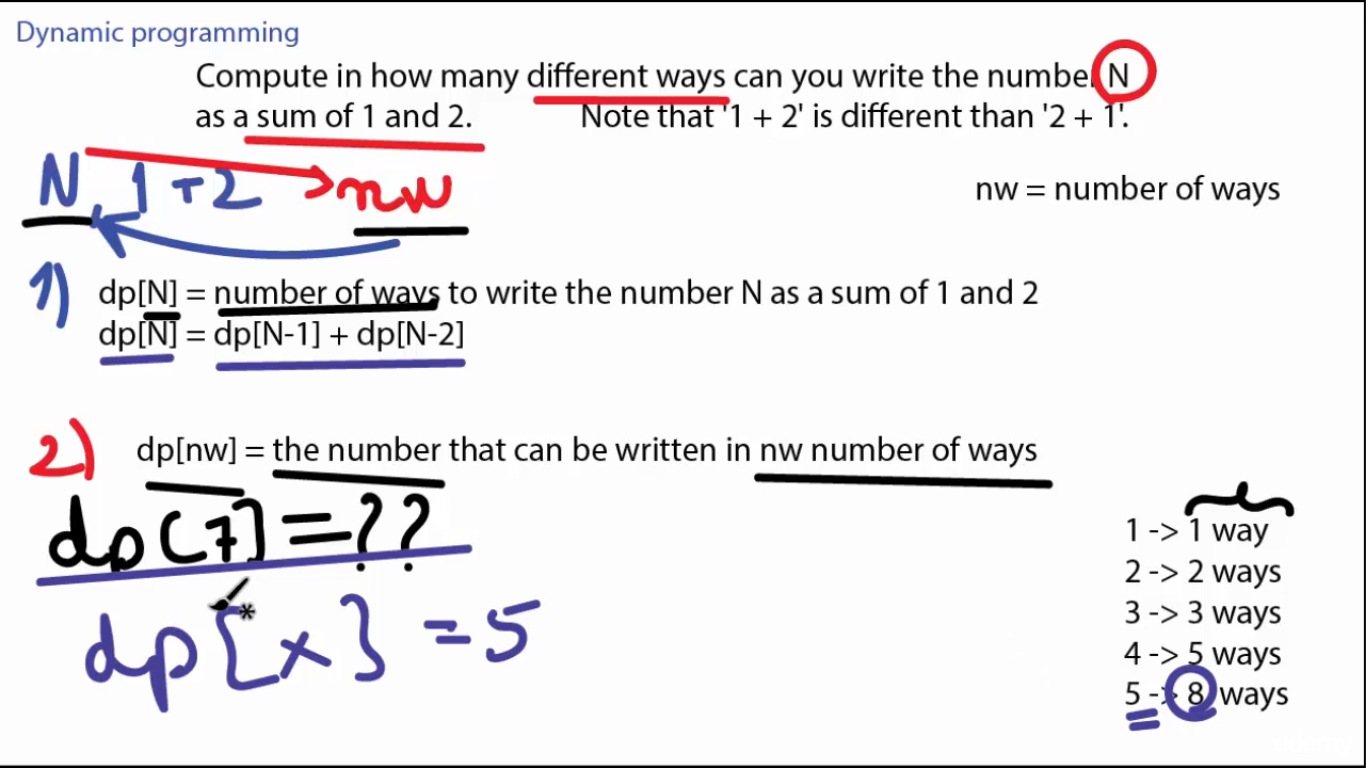 Dynamic programming
Compute in how many different ways can you write the number N
as a sum of 1 and 2. Note that '1 + 2' is different than '2 + 1'.
N 1 + 2 nw
nw = number of ways
1) dp[N] = number of ways to write the number N as a sum of 1 and 2
dp[N] = dp[N-1] + dp[N-2]
2) dp[nw] = the number that can be written in nw number of ways
dp[7] = ??
dp[x] = 5
1 -> 1 way
2 -> 2 ways
3 -> 3 ways
4 -> 5 ways
5 -> 8 ways
udemy